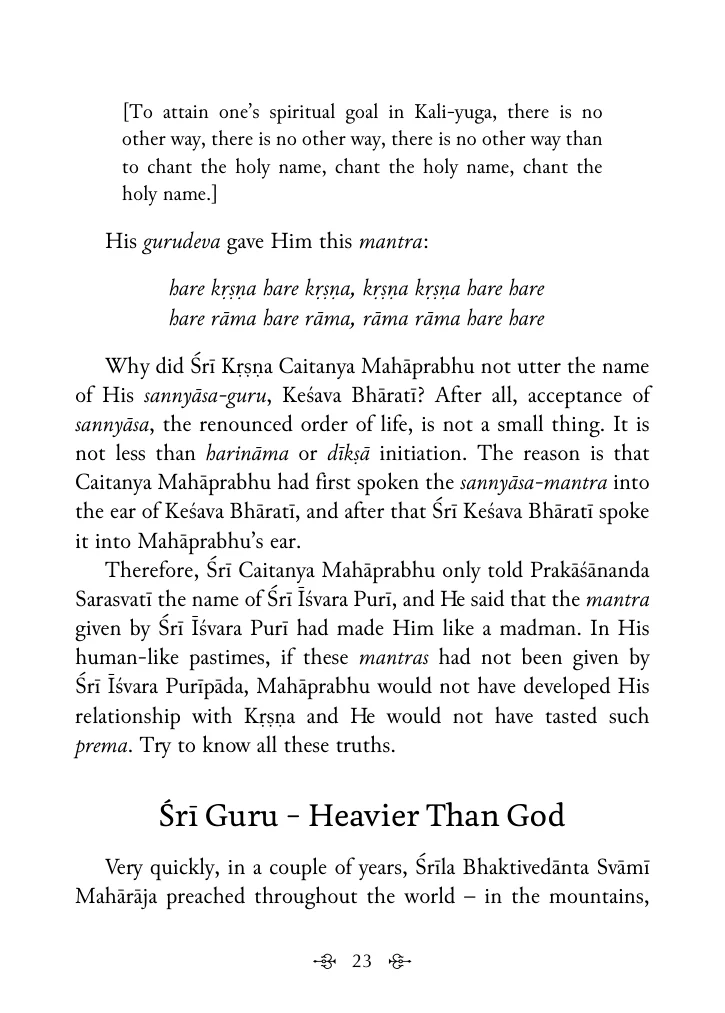 [To attain one's spiritual goal in Kali-yuga, there is no
other way, there is no other way, there is no other way than
to chant the holy name, chant the holy name, chant the
holy name.]
His gurudeva gave Him this mantra:
hare kṛṣṇa hare kṛṣṇa, kṛṣṇa kṛṣṇa hare hare
hare rāma hare rāma, rāma rāma hare hare
Why did Śrī Kṛṣṇa Caitanya Mahāprabhu not utter the name
of His sannyāsa-guru, Keśava Bhāratī? After all, acceptance of
sannyāsa, the renounced order of life, is not a small thing. It is
not less than harināma or dīkṣā initiation. The reason is that
Caitanya Mahāprabhu had first spoken the sannyāsa-mantra into
the ear of Keśava Bhāratī, and after that Śrī Keśava Bhāratī spoke
it into Mahāprabhu's ear.
Therefore, Śrī Caitanya Mahāprabhu only told Prakāśānanda
Sarasvatī the name of Śrī Īśvara Purī, and He said that the mantra
given by Śrī Īśvara Purī had made Him like a madman. In His
human-like pastimes, if these mantras had not been given by
Śrī Īśvara Purīpāda, Mahāprabhu would not have developed His
relationship with Kṛṣṇa and He would not have tasted such
prema. Try to know all these truths.
Śrī Guru – Heavier Than God
Very quickly, in a couple of years, Śrīla Bhaktivedānta Svāmī
Mahārāja preached throughout the world – in the mountains,
23